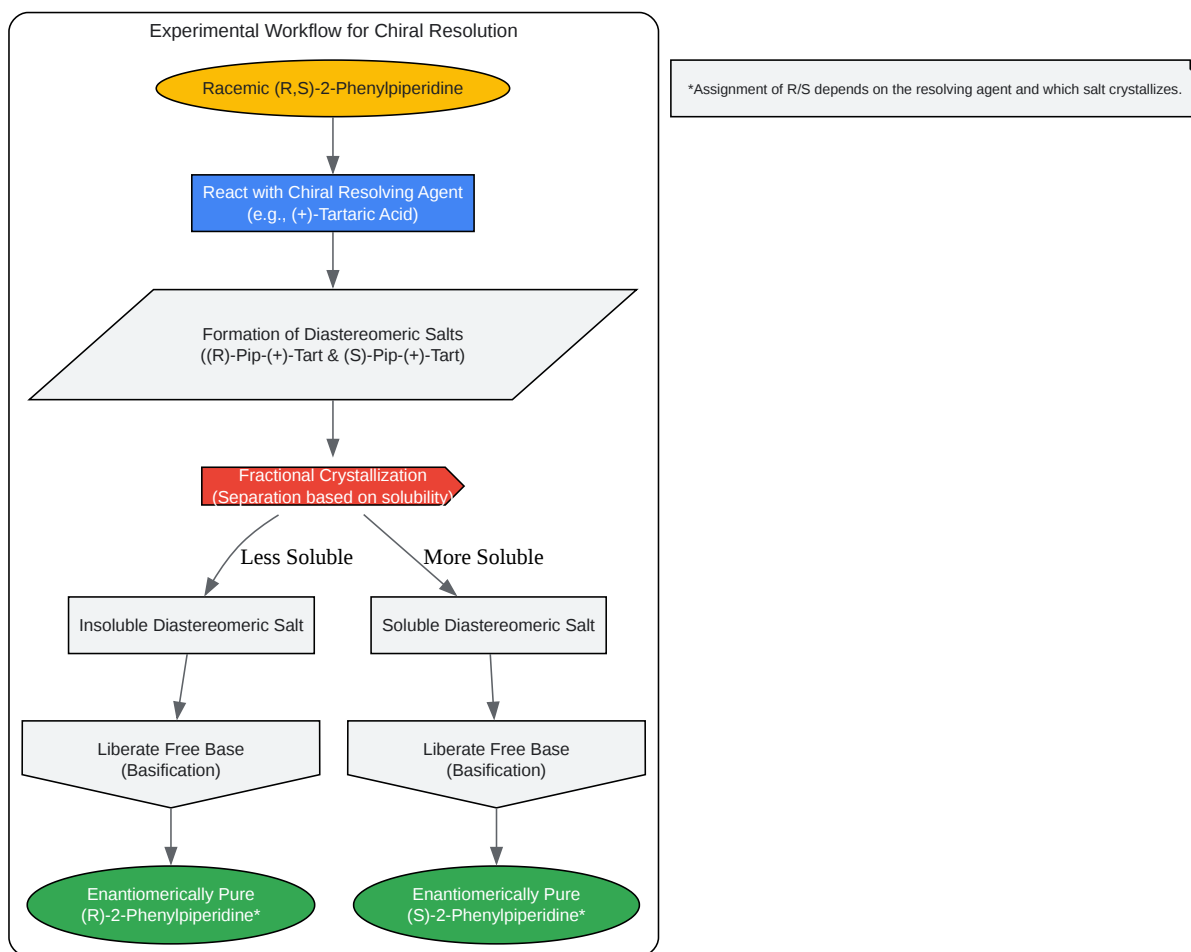 Experimental Workflow for Chiral Resolution
Racemic (R,S)-2-Phenylpiperidine
*Assignment of R/S depends on the resolving agent and which salt crystallizes.
React with Chiral Resolving Agent
(e.g., (+)-Tartaric Acid)
Formation of Diastereomeric Salts
((R)-Pip-(+)-Tart & (S)-Pip-(+)-Tart)
Fractional Crystallization
(Separation based on solubility)
Less Soluble
More Soluble
Insoluble Diastereomeric Salt
Soluble Diastereomeric Salt
Liberate Free Base
(Basification)
Liberate Free Base
(Basification)
Enantiomerically Pure
(R)-2-Phenylpiperidine*
Enantiomerically Pure
(S)-2-Phenylpiperidine*